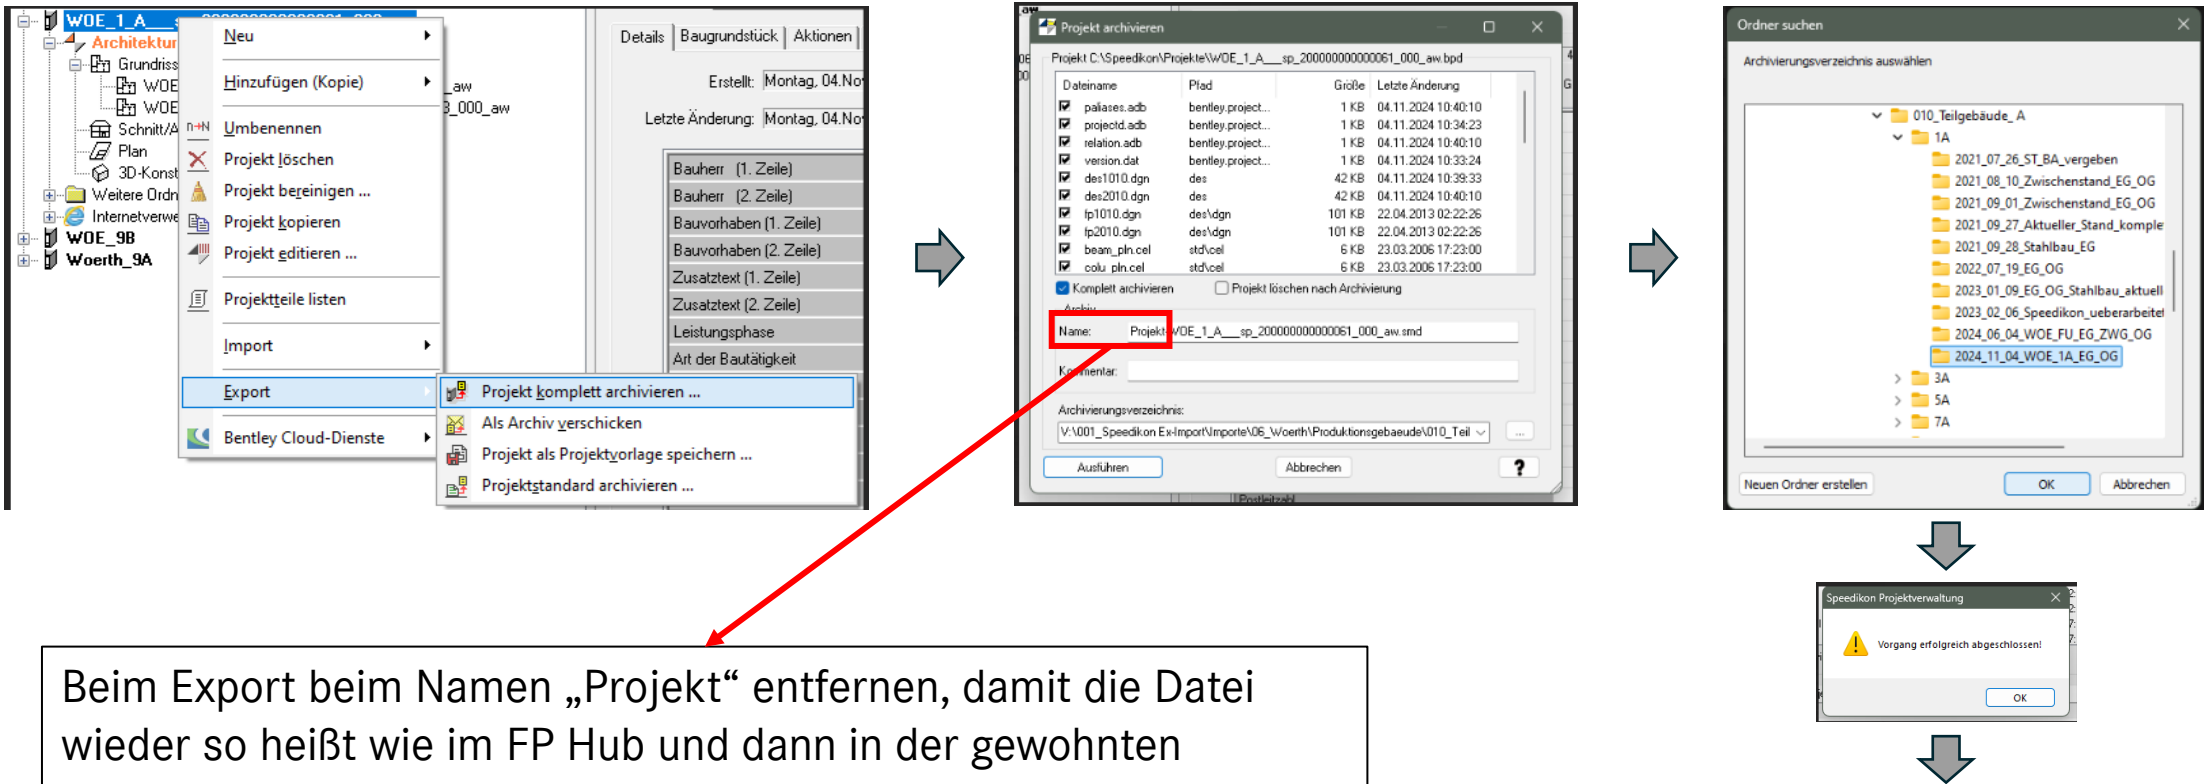 WOE_1_A___s
Architektur
Grundriss
WOE
WOE
Schnitt/A
Plan
3D-Konst
Weitere Ordn
Internetverwe
WOE_9B
Woerth_9A
_aw
3_000_aw
Neu
Hinzufügen (Kopie)
Umbenennen
Projekt löschen
Projekt bereinigen ...
Projekt kopieren
Projekt editieren ...
Projektteile listen
Import
Export
Bentley Cloud-Dienste
Projekt komplett archivieren ...
Als Archiv verschicken
Projekt als Projektvorlage speichern ...
Projektstandard archivieren ...
Details Baugrundstück Aktionen
Erstellt: Montag, 04.No
Letzte Änderung: Montag, 04.No
Bauherr (1. Zeile)
Bauherr (2. Zeile)
Bauvorhaben (1. Zeile)
Bauvorhaben (2. Zeile)
Zusatztext (1. Zeile)
Zusatztext (2. Zeile)
Leistungsphase
Art der Bautätigkeit
Projekt archivieren
Projekt C:\Speedikon\Projekte\WOE_1_A___sp_200000000000061_000_aw.bpd
Dateiname Pfad Größe Letzte Änderung
paliases.adb bentley.project... 1 KB 04.11.2024 10:40:10
projectd.adb bentley.project... 1 KB 04.11.2024 10:34:23
relation.adb bentley.project... 1 KB 04.11.2024 10:40:10
version.dat bentley.project... 1 KB 04.11.2024 10:33:24
des1010.dgn des 42 KB 04.11.2024 10:39:33
des2010.dgn des 42 KB 04.11.2024 10:40:10
fp1010.dgn des\dgn 101 KB 22.04.2013 02:22:26
fp2010.dgn des\dgn 101 KB 22.04.2013 02:22:26
beam_pln.cel std\cel 6 KB 23.03.2006 17:23:00
colu_pln.cel std\cel 6 KB 23.03.2006 17:23:00
Komplett archivieren Projekt löschen nach Archivierung
Archiv
Name: Projekt-WOE_1_A___sp_200000000000061_000_aw.smd
Kommentar:
Archivierungsverzeichnis:
V:\001_Speedikon Ex-Import\Importe\06_Woerth\Produktionsgebaeude\010_Teil ...
Ausführen Abbrechen ?
Postleitzahl
Ordner suchen
Archivierungsverzeichnis auswählen
010_Teilgebäude_ A
1A
2021_07_26_ST_BA_vergeben
2021_08_10_Zwischenstand_EG_OG
2021_09_01_Zwischenstand_EG_OG
2021_09_27_Aktueller_Stand_komple
2021_09_28_Stahlbau_EG
2022_07_19_EG_OG
2023_01_09_EG_OG_Stahlbau_aktuell
2023_02_06_Speedikon_ueberarbeitet
2024_06_04_WOE_FU_EG_ZWG_OG
2024_11_04_WOE_1A_EG_OG
3A
5A
7A
Neuen Ordner erstellen OK Abbrechen
Speedikon Projektverwaltung
Vorgang erfolgreich abgeschlossen!
OK
Beim Export beim Namen „Projekt“ entfernen, damit die Datei
wieder so heißt wie im FP Hub und dann in der gewohnten